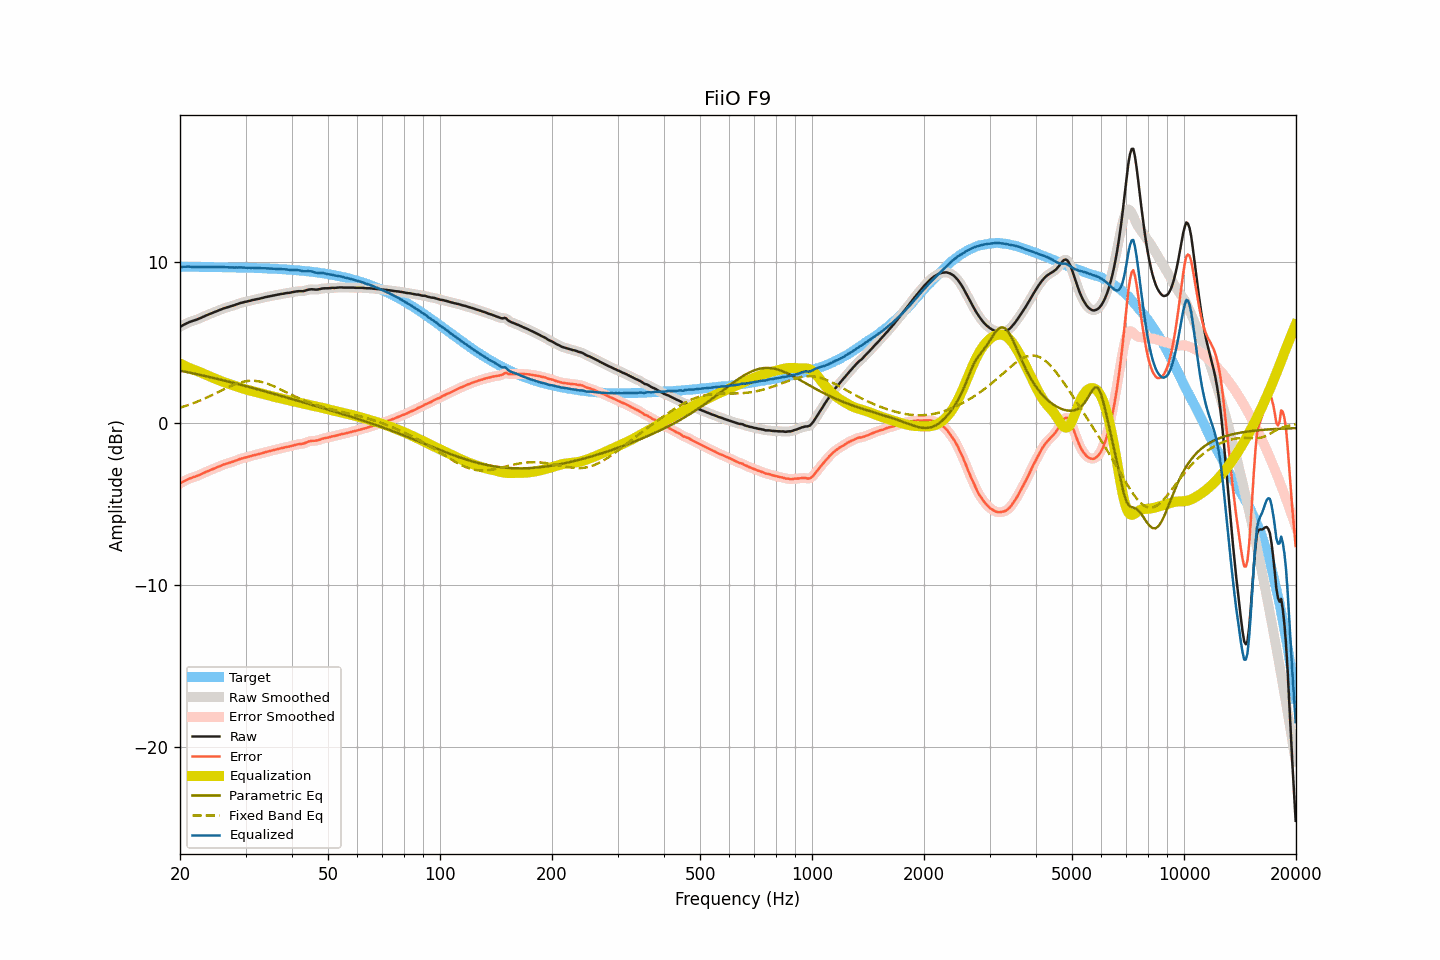 FiiO F9
Amplitude (dBr)
10
0
−10
−20
Target
Raw Smoothed
Error Smoothed
Raw
Error
Equalization
Parametric Eq
Fixed Band Eq
Equalized
20 50 100 200 500 1000 2000 5000 10000 20000
Frequency (Hz)